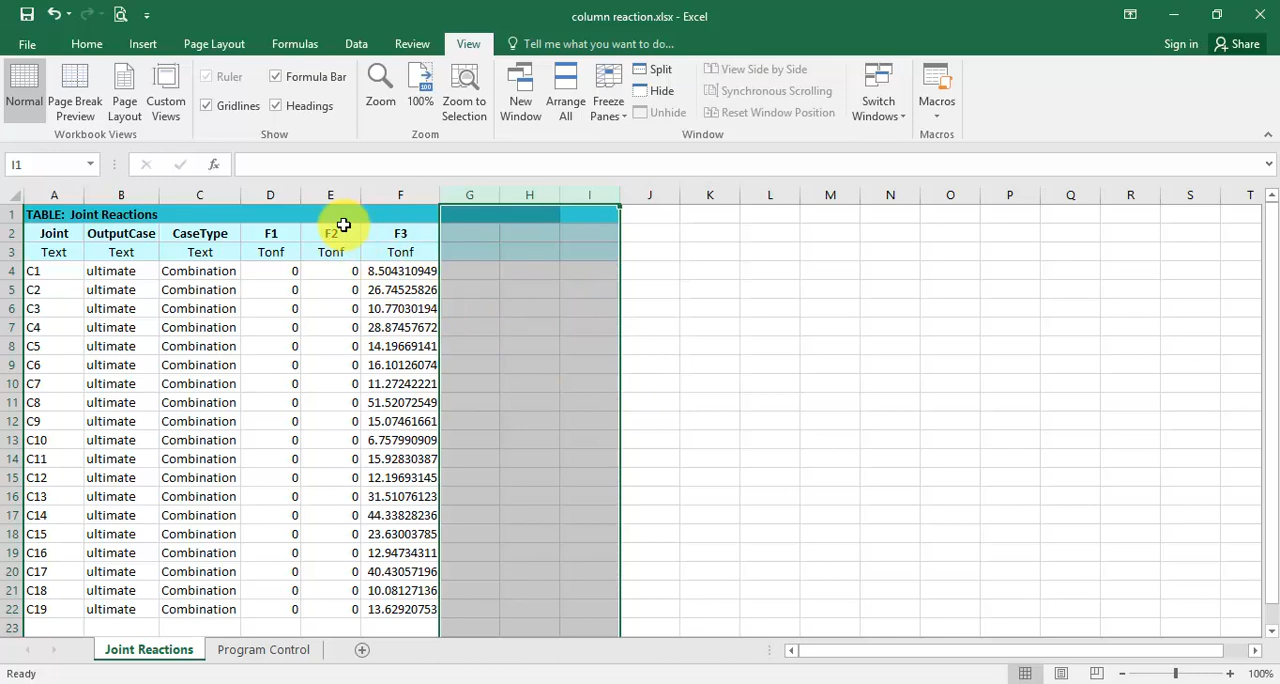 column reaction.xlsx - Excel
File Home Insert Page Layout Formulas Data Review View Tell me what you want to do... Sign in Share
Normal Page Break Preview Page Layout Custom Views
Workbook Views
Ruler Formula Bar
Gridlines Headings
Show
Zoom 100% Zoom to Selection
Zoom
New Window Arrange All Freeze Panes
Split
Hide
Unhide
View Side by Side
Synchronous Scrolling
Reset Window Position
Switch Windows
Window
Macros
Macros
I1 fx
A B C D E F G H I J K L M N O P Q R S T
1 TABLE: Joint Reactions
2 Joint OutputCase CaseType F1 F2 F3
3 Text Text Text Tonf Tonf Tonf
4 C1 ultimate Combination 0 0 8.504310949
5 C2 ultimate Combination 0 0 26.74525826
6 C3 ultimate Combination 0 0 10.77030194
7 C4 ultimate Combination 0 0 28.87457672
8 C5 ultimate Combination 0 0 14.19669141
9 C6 ultimate Combination 0 0 16.10126074
10 C7 ultimate Combination 0 0 11.27242221
11 C8 ultimate Combination 0 0 51.52072549
12 C9 ultimate Combination 0 0 15.07461661
13 C10 ultimate Combination 0 0 6.757990909
14 C11 ultimate Combination 0 0 15.92830387
15 C12 ultimate Combination 0 0 12.19693145
16 C13 ultimate Combination 0 0 31.51076123
17 C14 ultimate Combination 0 0 44.33828236
18 C15 ultimate Combination 0 0 23.63003785
19 C16 ultimate Combination 0 0 12.94734311
20 C17 ultimate Combination 0 0 40.43057196
21 C18 ultimate Combination 0 0 10.08127136
22 C19 ultimate Combination 0 0 13.62920753
23
Joint Reactions Program Control
Ready 100%